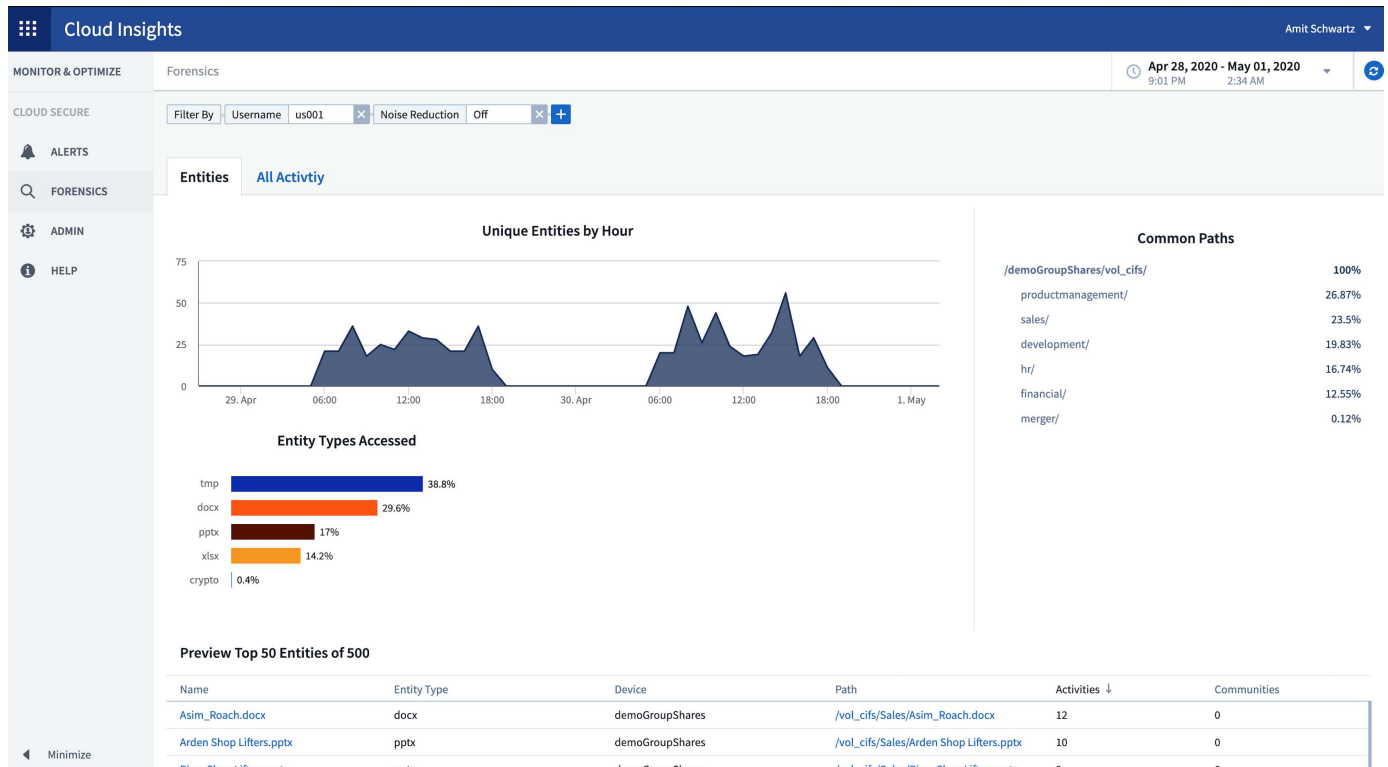 Cloud Insights
Amit Schwartz
MONITOR & OPTIMIZE
Forensics
Apr 28, 2020 - May 01, 2020
9:01 PM 2:34 AM
CLOUD SECURE
Filter By Username us001 Noise Reduction Off
ALERTS
FORENSICS
ADMIN
HELP
Entities All Activtiy
Unique Entities by Hour
75
50
25
0
29. Apr 06:00 12:00 18:00 30. Apr 06:00 12:00 18:00 1. May
Common Paths
/demoGroupShares/vol_cifs/ 100%
productmanagement/ 26.87%
sales/ 23.5%
development/ 19.83%
hr/ 16.74%
financial/ 12.55%
merger/ 0.12%
Entity Types Accessed
tmp 38.8%
docx 29.6%
pptx 17%
xlsx 14.2%
crypto 0.4%
Preview Top 50 Entities of 500
Name Entity Type Device Path Activities ↓ Communities
Asim_Roach.docx docx demoGroupShares /vol_cifs/Sales/Asim_Roach.docx 12 0
Arden Shop Lifters.pptx pptx demoGroupShares /vol_cifs/Sales/Arden Shop Lifters.pptx 10 0
Minimize